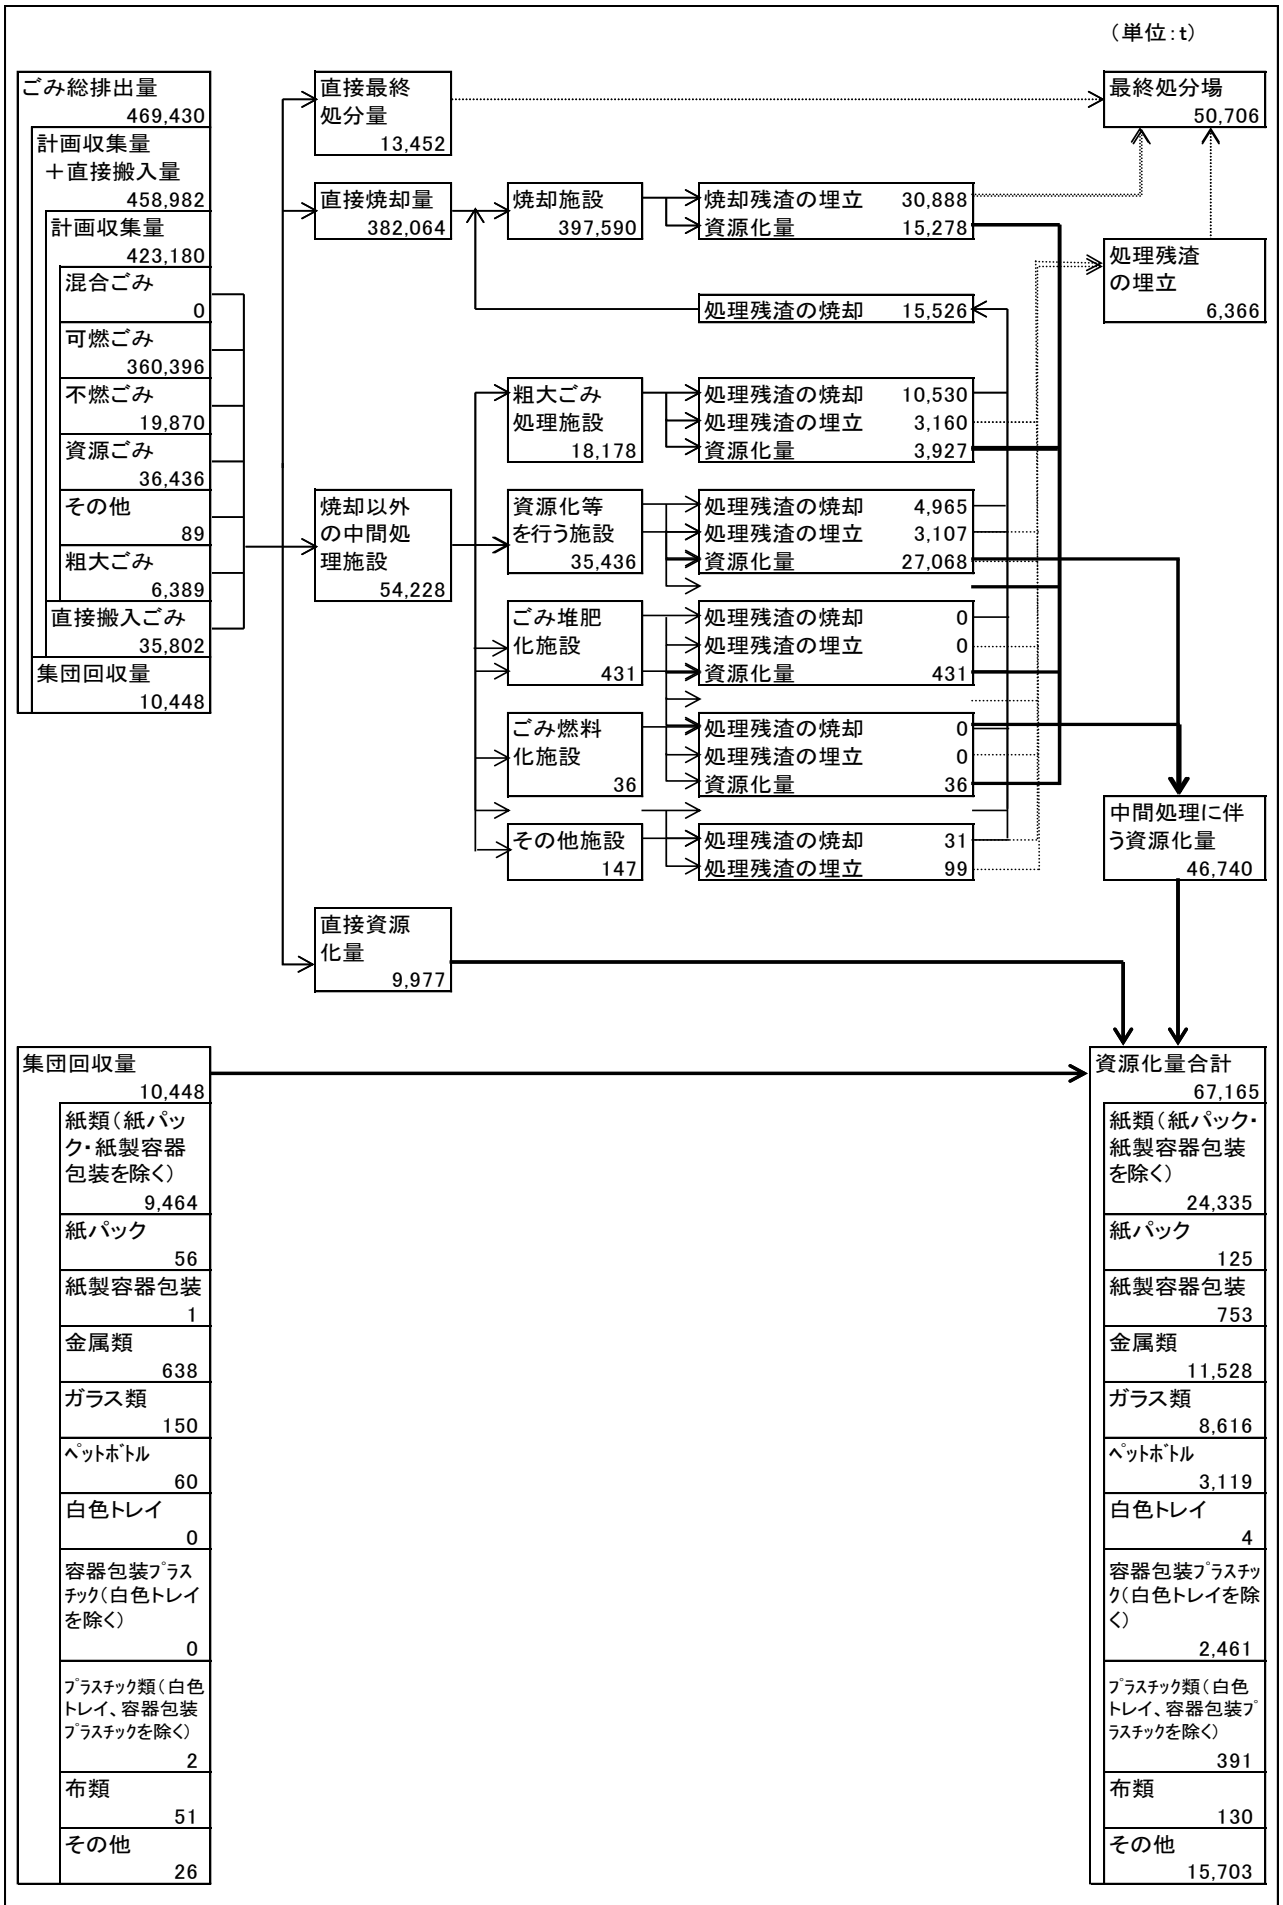 （単位：t）
ごみ総排出量
469,430
計画収集量
＋直接搬入量
458,982
計画収集量
423,180
混合ごみ
0
可燃ごみ
360,396
不燃ごみ
19,870
資源ごみ
36,436
その他
89
粗大ごみ
6,389
直接搬入ごみ
35,802
集団回収量
10,448
直接最終
処分量
13,452
直接焼却量
382,064
焼却以外
の中間処
理施設
54,228
直接資源
化量
9,977
焼却施設
397,590
粗大ごみ
処理施設
18,178
資源化等
を行う施設
35,436
ごみ堆肥
化施設
431
ごみ燃料
化施設
36
その他施設
147
焼却残渣の埋立 30,888
資源化量 15,278
処理残渣の焼却 15,526
処理残渣の焼却 10,530
処理残渣の埋立 3,160
資源化量 3,927
処理残渣の焼却 4,965
処理残渣の埋立 3,107
資源化量 27,068
処理残渣の焼却 0
処理残渣の埋立 0
資源化量 431
処理残渣の焼却 0
処理残渣の埋立 0
資源化量 36
処理残渣の焼却 31
処理残渣の埋立 99
最終処分場
50,706
処理残渣
の埋立
6,366
中間処理に伴
う資源化量
46,740
集団回収量
10,448
紙類（紙パッ
ク・紙製容器
包装を除く）
9,464
紙パック
56
紙製容器包装
1
金属類
638
ガラス類
150
ﾍﾟｯﾄﾎﾞﾄﾙ
60
白色トレイ
0
容器包装ﾌﾟﾗｽ
ﾁｯｸ（白色トレイ
を除く）
0
ﾌﾟﾗｽﾁｯｸ類（白色
トレイ、容器包装
ﾌﾟﾗｽﾁｯｸを除く）
2
布類
51
その他
26
資源化量合計
67,165
紙類（紙パック・
紙製容器包装
を除く）
24,335
紙パック
125
紙製容器包装
753
金属類
11,528
ガラス類
8,616
ﾍﾟｯﾄﾎﾞﾄﾙ
3,119
白色トレイ
4
容器包装ﾌﾟﾗｽﾁｯ
ｸ（白色トレイを除
く）
2,461
ﾌﾟﾗｽﾁｯｸ類（白色
トレイ、容器包装ﾌﾟ
ﾗｽﾁｯｸを除く）
391
布類
130
その他
15,703